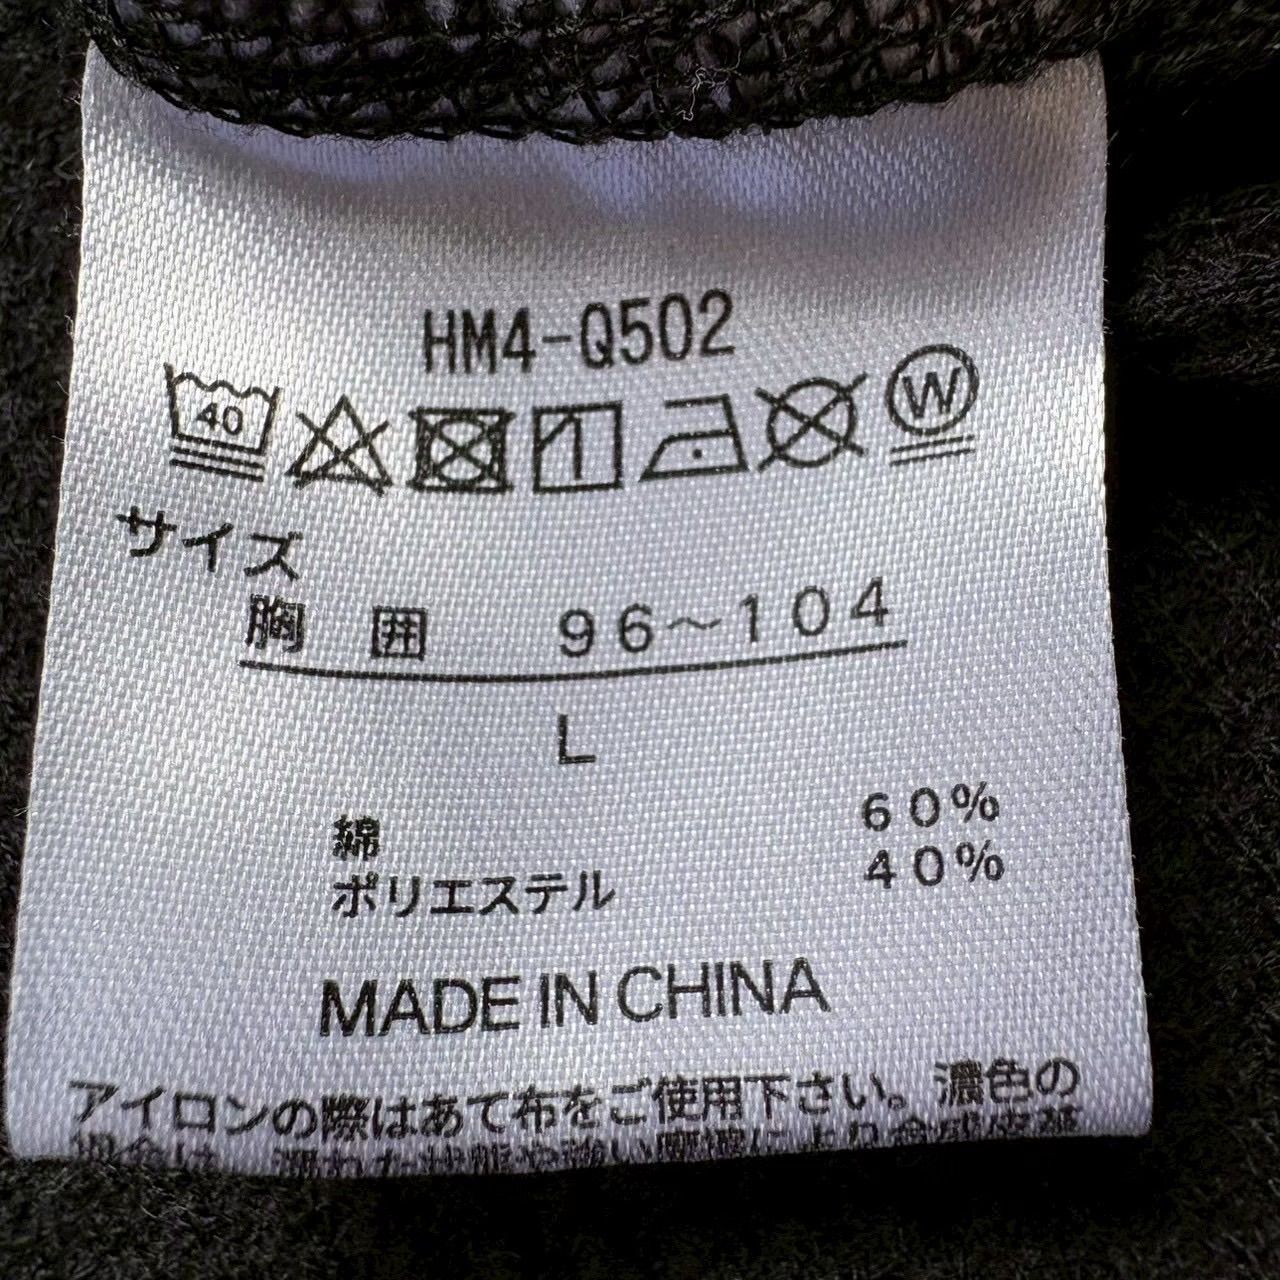 HM4-Q502
40
W
サイズ
胸 囲 96〜104
L
綿 60%
ポリエステル 40%
MADE IN CHINA
アイロンの際はあて布をご使用下さい。濃色の